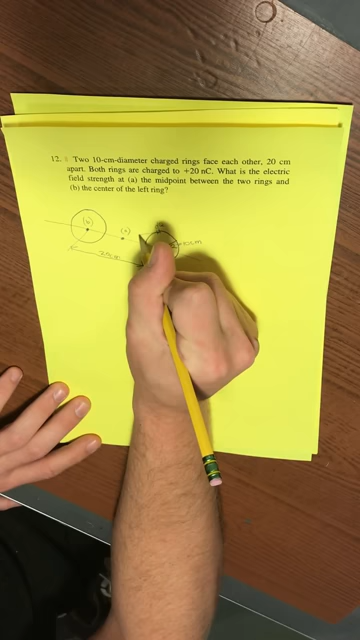 12. Two 10-cm-diameter charged rings face each other, 20 cm
apart. Both rings are charged to +20 nC. What is the electric
field strength at (a) the midpoint between the two rings and
(b) the center of the left ring?
(b)
(a)
20cm